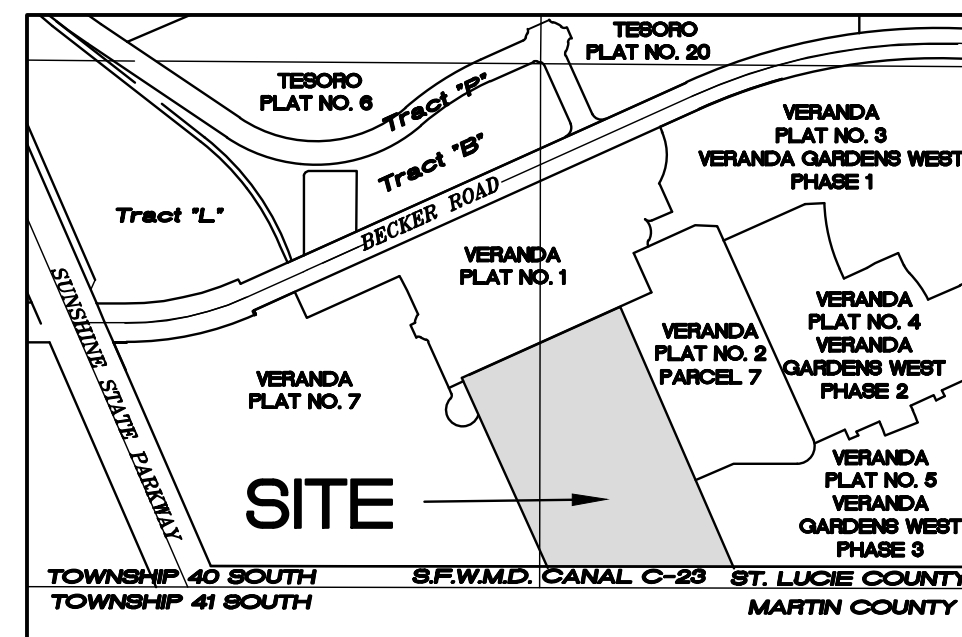 TESORO
PLAT NO. 20
TESORO
PLAT NO. 6
Tract "P"
Tract "B"
VERANDA
PLAT NO. 3
VERANDA GARDENS WEST
PHASE 1
Tract "L"
BECKER ROAD
VERANDA
PLAT NO. 1
SUNSHINE STATE PARKWAY
VERANDA
PLAT NO. 4
VERANDA
GARDENS WEST
PHASE 2
VERANDA
PLAT NO. 2
PARCEL 7
VERANDA
PLAT NO. 7
VERANDA
PLAT NO. 5
VERANDA
GARDENS WEST
PHASE 3
SITE
TOWNSHIP 40 SOUTH
S.F.W.M.D. CANAL C-23
ST. LUCIE COUNTY
TOWNSHIP 41 SOUTH
MARTIN COUNTY